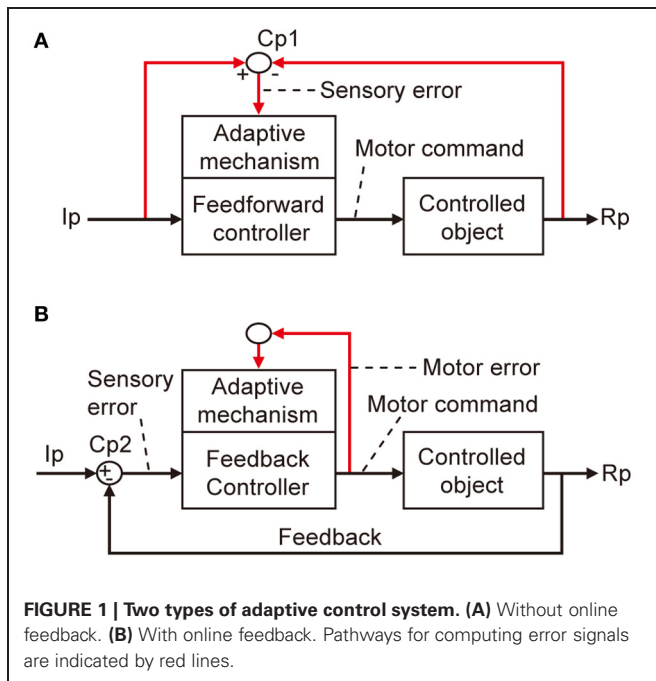 A
Cp1
+ -
Sensory error
Adaptive
mechanism
Motor command
Ip
Feedforward
controller
Controlled
object
Rp
B
Motor error
Sensory
error
Adaptive
mechanism
Motor command
Ip
Cp2
+
-
Feedback
Controller
Controlled
object
Rp
Feedback
FIGURE 1 | Two types of adaptive control system. (A) Without online
feedback. (B) With online feedback. Pathways for computing error signals
are indicated by red lines.